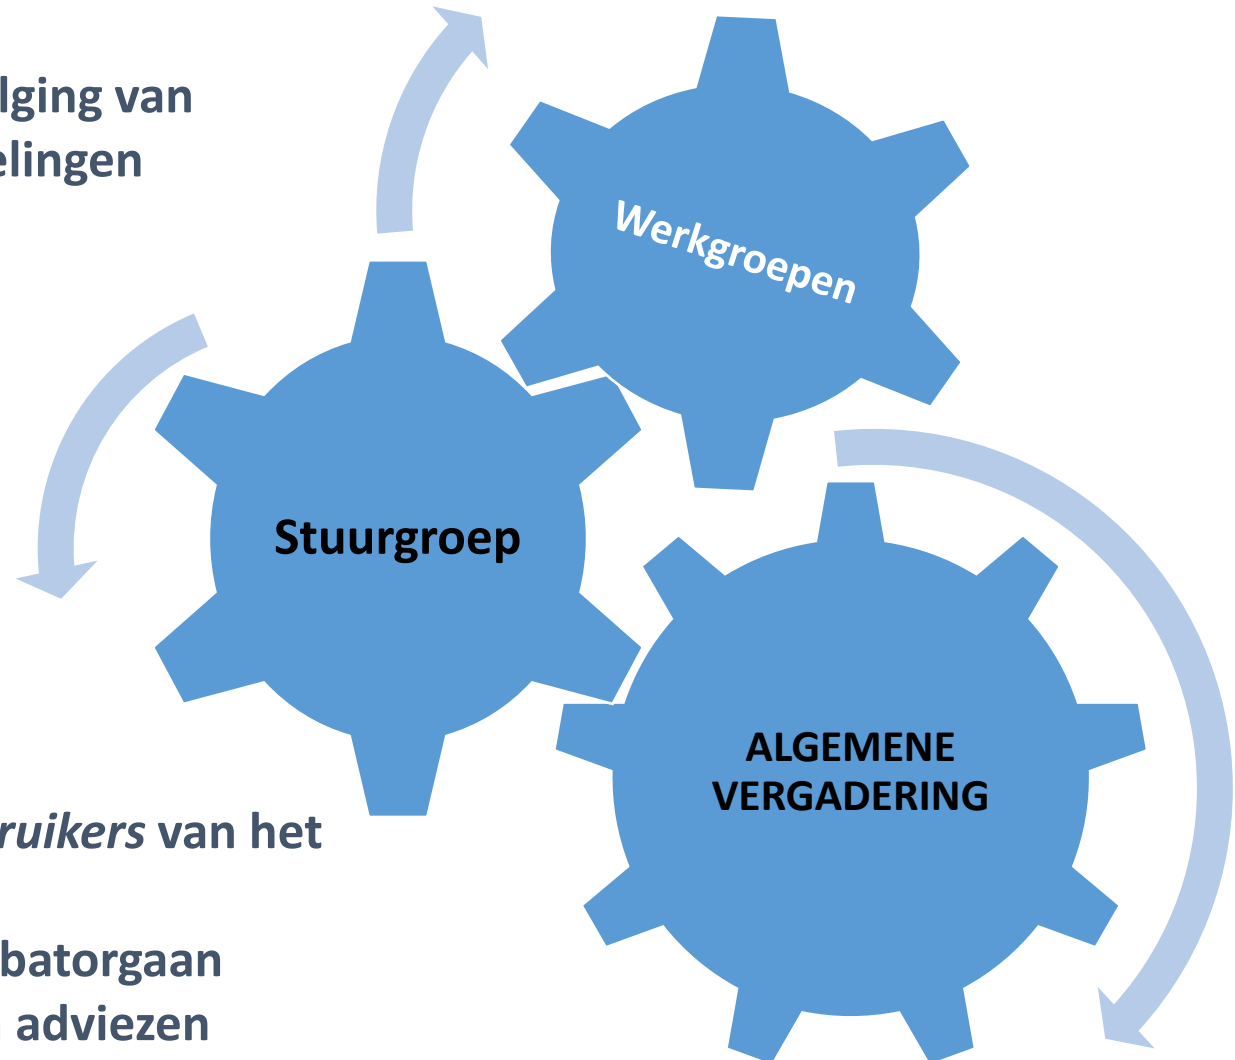 lging van
elingen
Werkgroepen
Stuurgroep
ALGEMENE
VERGADERING
ruikers van het
batorgaan
adviezen